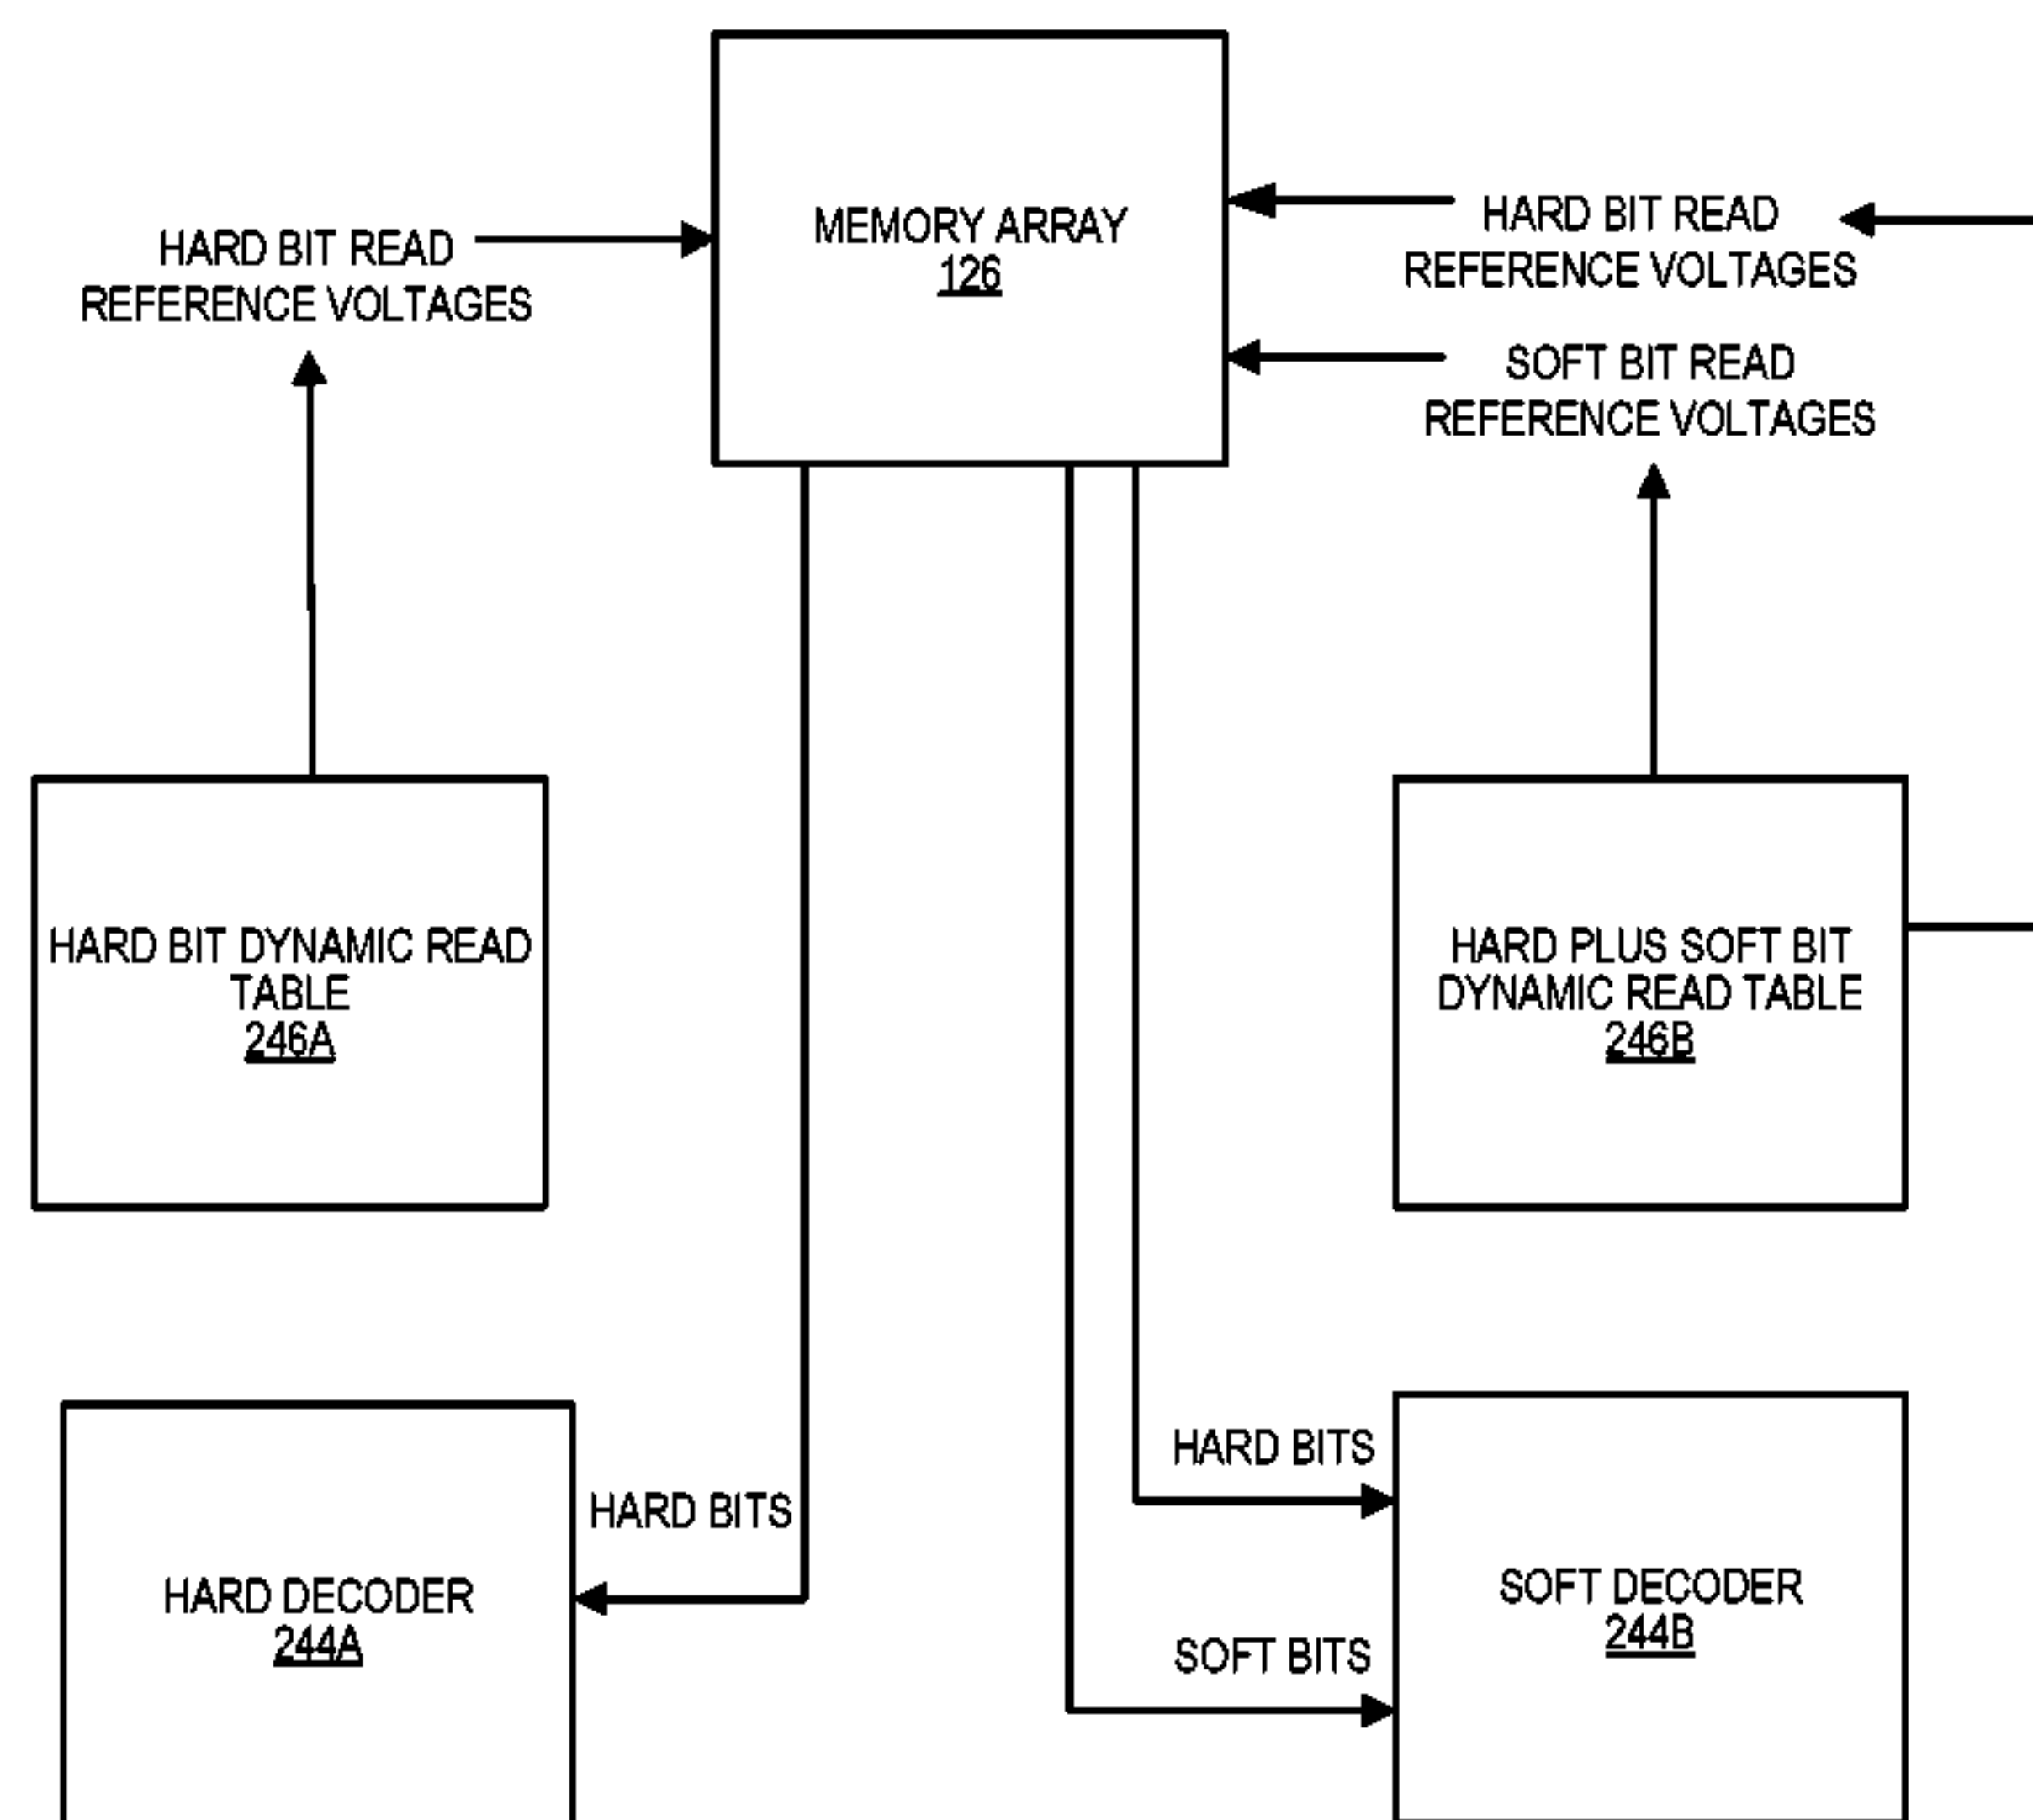 MEMORY ARRAY
126
HARD BIT READ
REFERENCE VOLTAGES
HARD BIT READ
REFERENCE VOLTAGES
SOFT BIT READ
REFERENCE VOLTAGES
HARD BIT DYNAMIC READ
TABLE
246A
HARD PLUS SOFT BIT
DYNAMIC READ TABLE
246B
HARD BITS
HARD BITS
HARD DECODER
244A
SOFT DECODER
244B
SOFT BITS